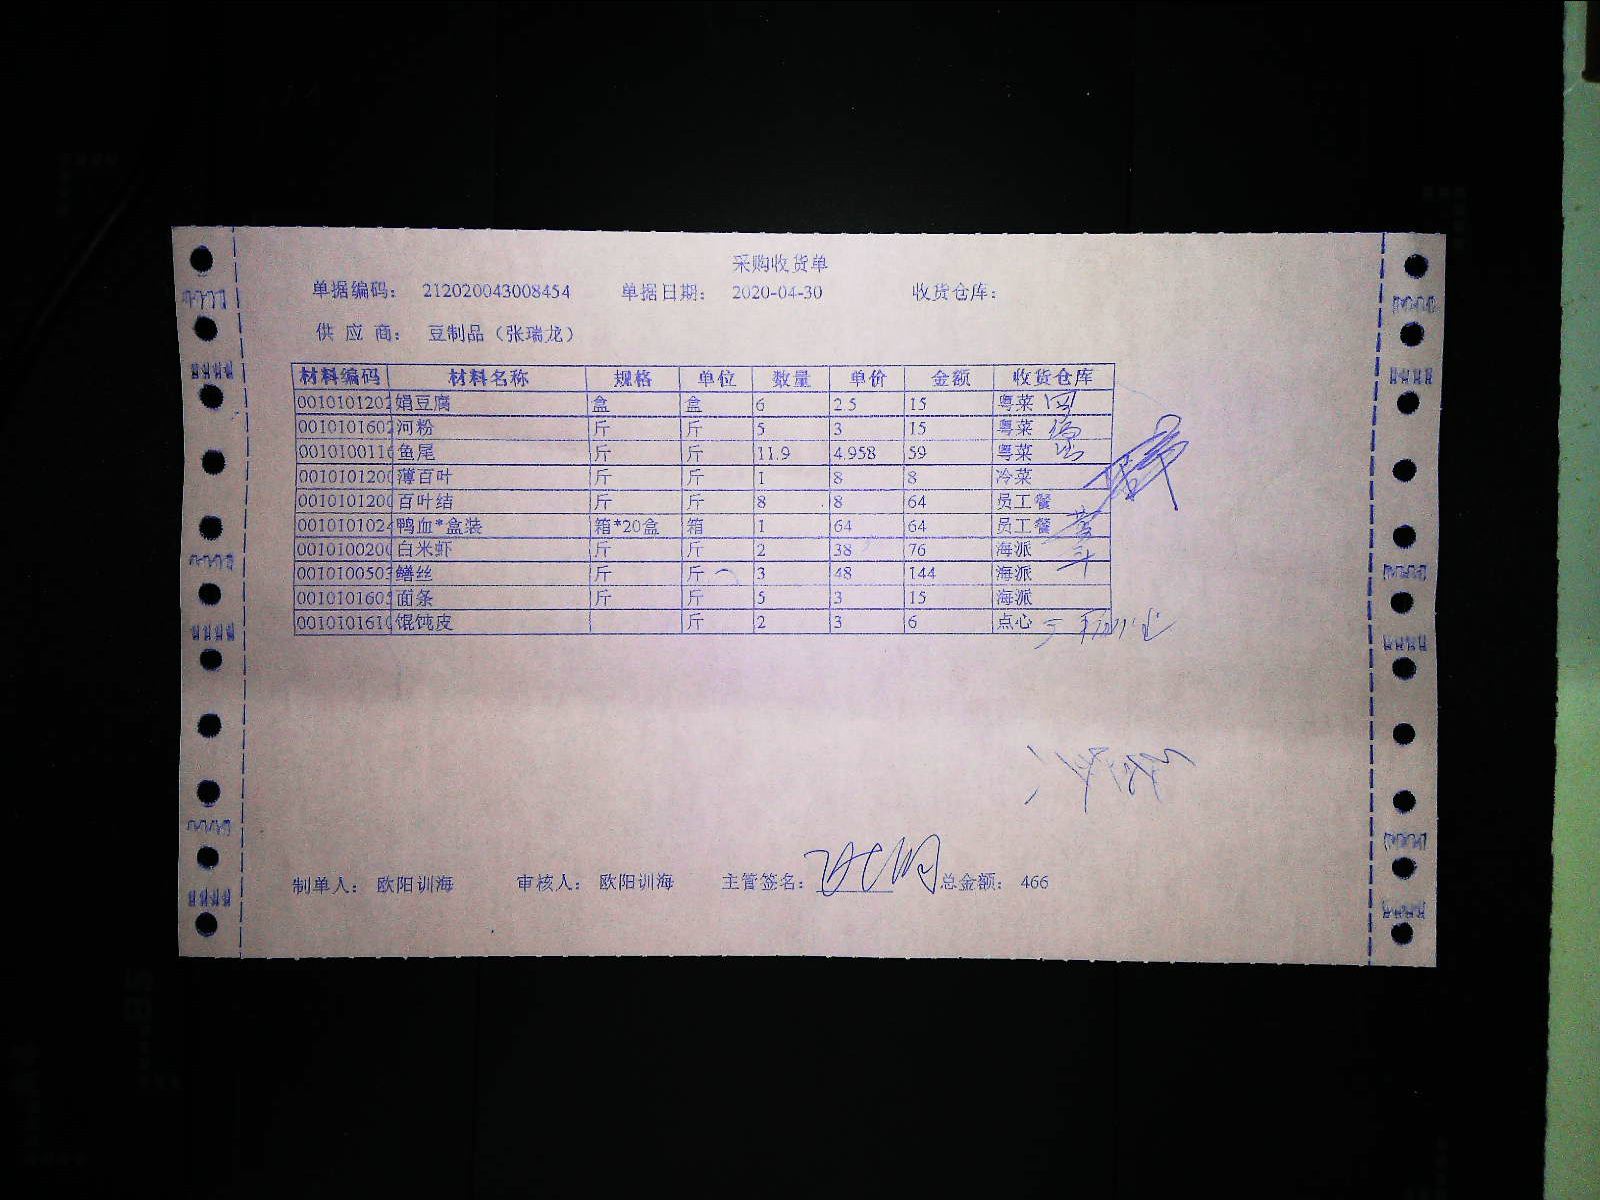 采购收货单
单据编码： 212020043008454 单据日期： 2020-04-30 收货仓库：
供 应 商： 豆制品（张瑞龙）
材料编码 材料名称 规格 单位 数量 单价 金额 收货仓库
0010101202 娟豆腐 盒 盒 6 2.5 15 粤菜
0010101602 河粉 斤 斤 5 3 15 粤菜
001010011 鱼尾 斤 斤 11.9 4.958 59 粤菜
001010120 薄百叶 斤 斤 1 8 8 冷菜
001010120 百叶结 斤 斤 8 8 64 员工餐
001010102 鸭血*盒装 箱*20盒 箱 1 64 64 员工餐
001010020 白米虾 斤 斤 2 38 76 海派
001010050 鳝丝 斤 斤 3 48 144 海派
001010160 面条 斤 斤 5 3 15 海派
001010161 馄饨皮 斤 2 3 6 点心
制单人： 欧阳训海 审核人： 欧阳训海 主管签名： 总金额： 466